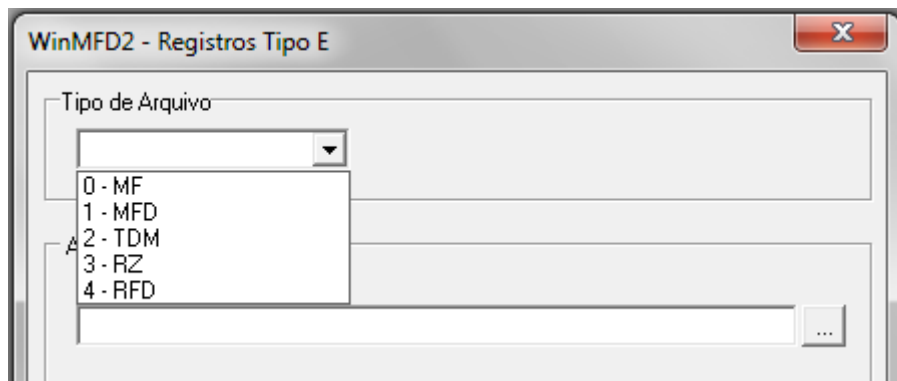 WinMFD2 - Registros Tipo E
Tipo de Arquivo
0 - MF
1 - MFD
2 - TDM
3 - RZ
4 - RFD
...